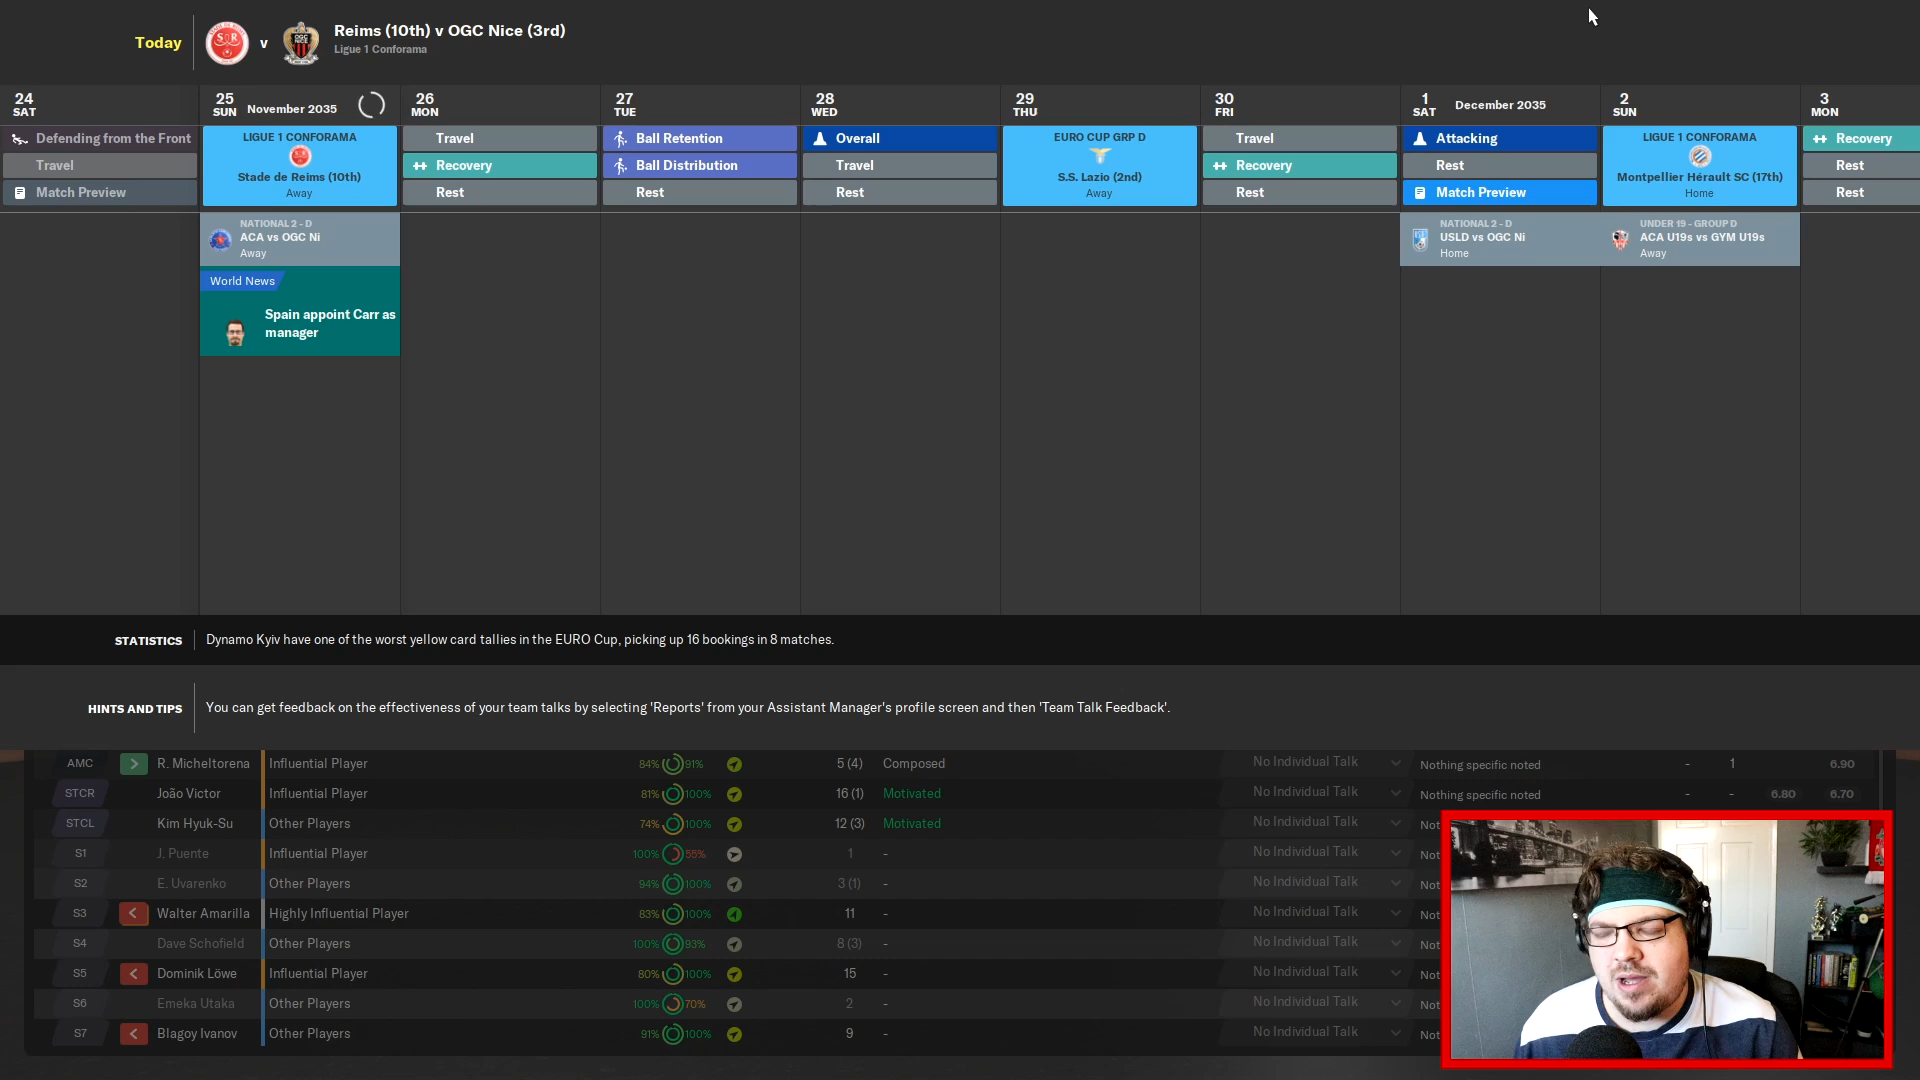 Today
v
Reims (10th) v OGC Nice (3rd)
Ligue 1 Conforama
24
SAT
25
SUN
November 2035
26
MON
27
TUE
28
WED
29
THU
30
FRI
1
SAT
December 2035
2
SUN
3
MON
Defending from the Front
Travel
Match Preview
LIGUE 1 CONFORAMA
Stade de Reims (10th)
Away
Travel
Recovery
Rest
Ball Retention
Ball Distribution
Rest
Overall
Travel
Rest
EURO CUP GRP D
S.S. Lazio (2nd)
Away
Travel
Recovery
Rest
Attacking
Rest
Match Preview
LIGUE 1 CONFORAMA
Montpellier Hérault SC (17th)
Home
Recovery
Rest
Rest
NATIONAL 2 - D
ACA vs OGC Ni
Away
World News
Spain appoint Carr as
manager
NATIONAL 2 - D
USLD vs OGC Ni
Home
UNDER 19 - GROUP D
ACA U19s vs GYM U19s
Away
STATISTICS
Dynamo Kyiv have one of the worst yellow card tallies in the EURO Cup, picking up 16 bookings in 8 matches.
HINTS AND TIPS
You can get feedback on the effectiveness of your team talks by selecting 'Reports' from your Assistant Manager's profile screen and then 'Team Talk Feedback'.
AMC R. Micheltorena Influential Player 84% 91% 5 (4) Composed No Individual Talk Nothing specific noted - 1 6.90
STCR João Victor Influential Player 81% 100% 16 (1) Motivated No Individual Talk Nothing specific noted - - 6.80 6.70
STCL Kim Hyuk-Su Other Players 74% 100% 12 (3) Motivated No Individual Talk Not
S1 J. Puente Influential Player 100% 55% 1 - No Individual Talk Not
S2 E. Uvarenko Other Players 94% 100% 3 (1) - No Individual Talk Not
S3 Walter Amarilla Highly Influential Player 83% 100% 11 - No Individual Talk Not
S4 Dave Schofield Other Players 100% 93% 8 (3) - No Individual Talk Not
S5 Dominik Löwe Influential Player 80% 100% 15 - No Individual Talk Not
S6 Emeka Utaka Other Players 100% 70% 2 - No Individual Talk Not
S7 Blagoy Ivanov Other Players 91% 100% 9 - No Individual Talk Not